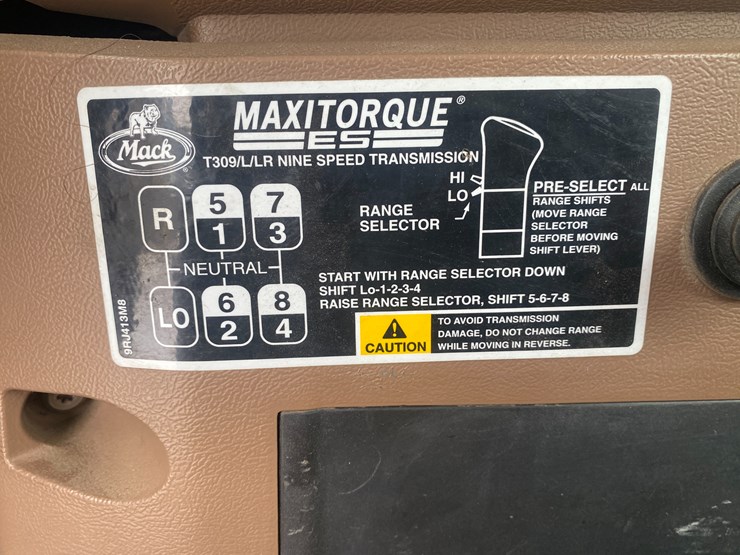 Mack
®
MAXITORQUE®
ES
T309/L/LR NINE SPEED TRANSMISSION
HI
LO
RANGE
SELECTOR
PRE-SELECT ALL
RANGE SHIFTS
(MOVE RANGE
SELECTOR
BEFORE MOVING
SHIFT LEVER)
R 5 7
1 3
NEUTRAL
LO 6 8
2 4
START WITH RANGE SELECTOR DOWN
SHIFT Lo-1-2-3-4
RAISE RANGE SELECTOR, SHIFT 5-6-7-8
CAUTION
TO AVOID TRANSMISSION
DAMAGE, DO NOT CHANGE RANGE
WHILE MOVING IN REVERSE.
9RJ413M8